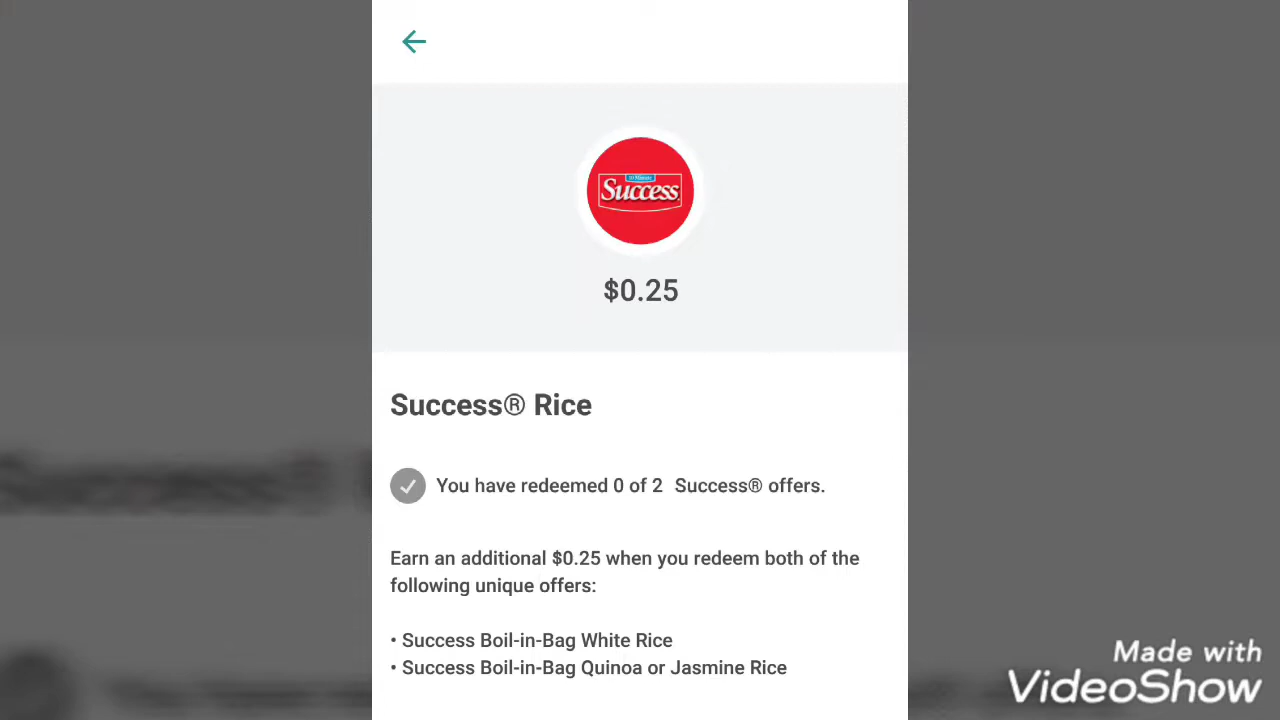 10 Minute
Success
$0.25
Success® Rice
You have redeemed 0 of 2 Success® offers.
Earn an additional $0.25 when you redeem both of the
following unique offers:
• Success Boil-in-Bag White Rice
• Success Boil-in-Bag Quinoa or Jasmine Rice
Made with
VideoShow